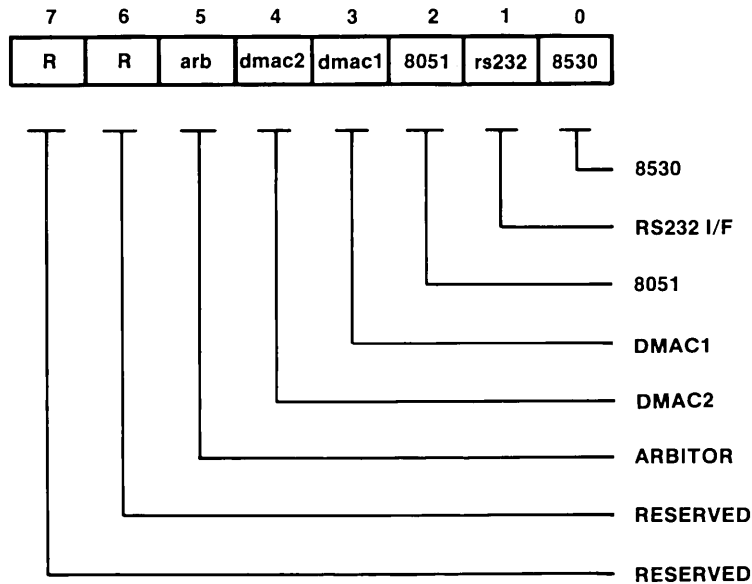 7 6 5 4 3 2 1 0
R R arb dmac2 dmac1 8051 rs232 8530
8530
RS232 I/F
8051
DMAC1
DMAC2
ARBITOR
RESERVED
RESERVED